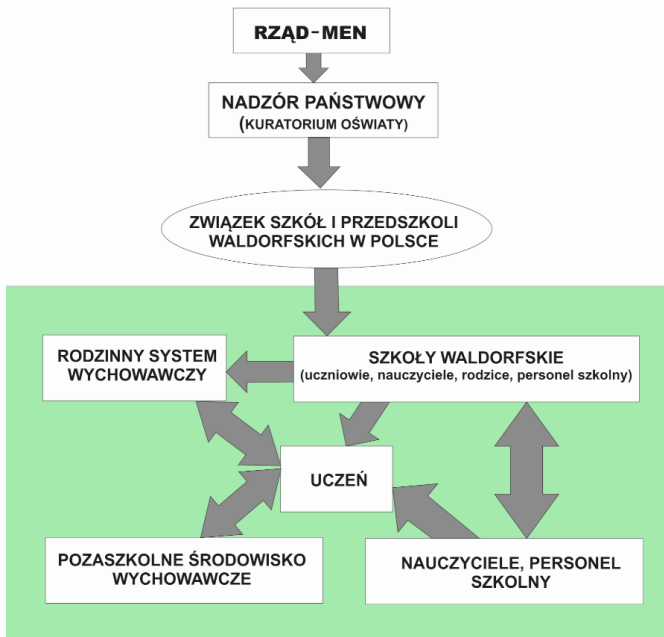 RZĄD-MEN
NADZÓR PAŃSTWOWY
(KURATORIUM OŚWIATY)
ZWIĄZEK SZKÓŁ I PRZEDSZKOLI
WALDORFSKICH W POLSCE
RODZINNY SYSTEM
WYCHOWAWCZY
SZKOŁY WALDORFSKIE
(uczniowie, nauczyciele, rodzice, personel szkolny)
UCZEŃ
POZASZKOLNE ŚRODOWISKO
WYCHOWAWCZE
NAUCZYCIELE, PERSONEL
SZKOLNY